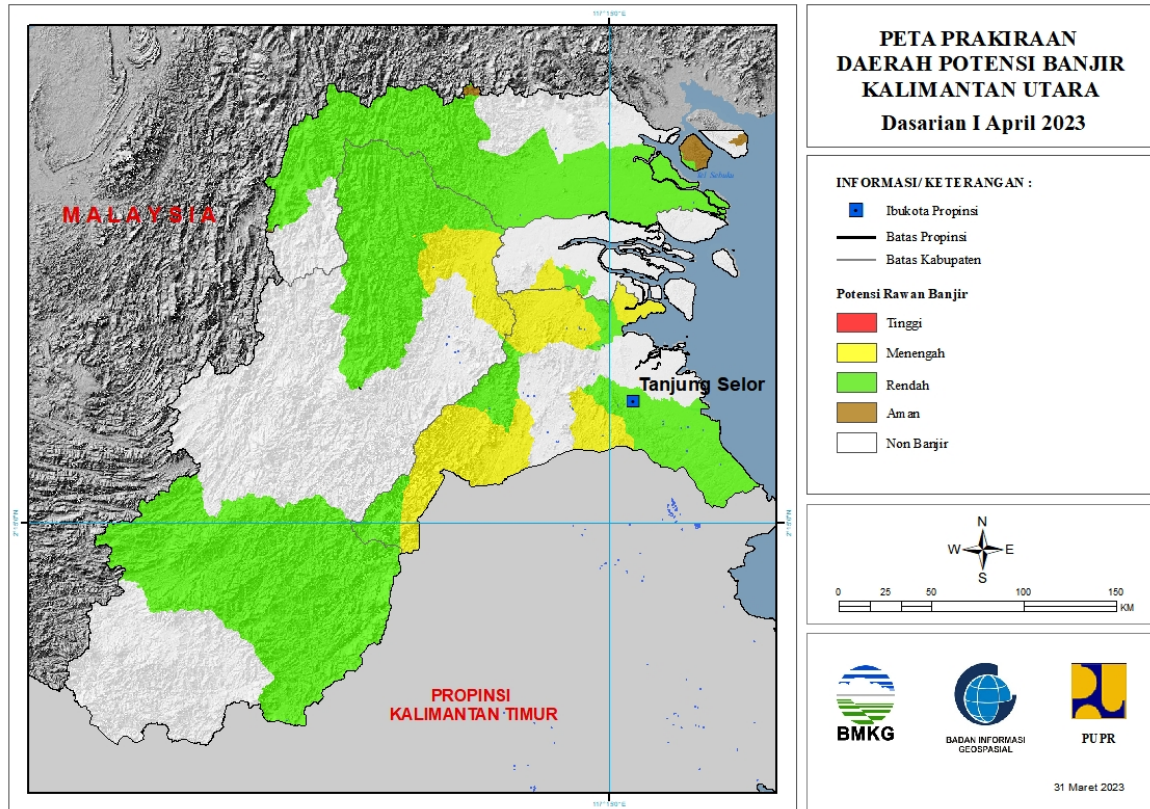 PETA PRAKIRAAN
DAERAH POTENSI BANJIR
KALIMANTAN UTARA
Dasarian I April 2023
INFORMASI/KETERANGAN :
Ibukota Propinsi
Batas Propinsi
Batas Kabupaten
Potensi Rawan Banjir
Tinggi
Menengah
Rendah
Aman
Non Banjir
N
W E
S
0 25 50 100 150
KM
BMKG
BADAN INFORMASI
GEOSPASIAL
PUPR
31 Maret 2023
MALAYSIA
Tanjung Selor
PROPINSI
KALIMANTAN TIMUR